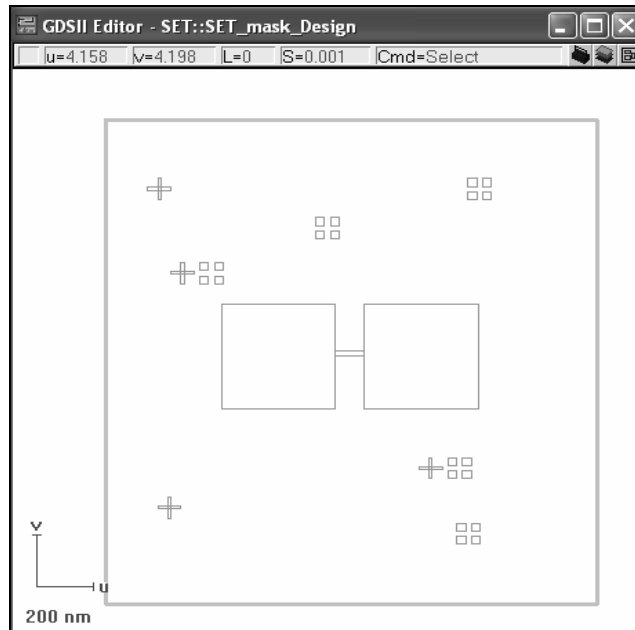 GDSII Editor - SET::SET_mask_Design
u=4.158 v=4.198 L=0 S=0.001 Cmd=Select
v
u
200 nm